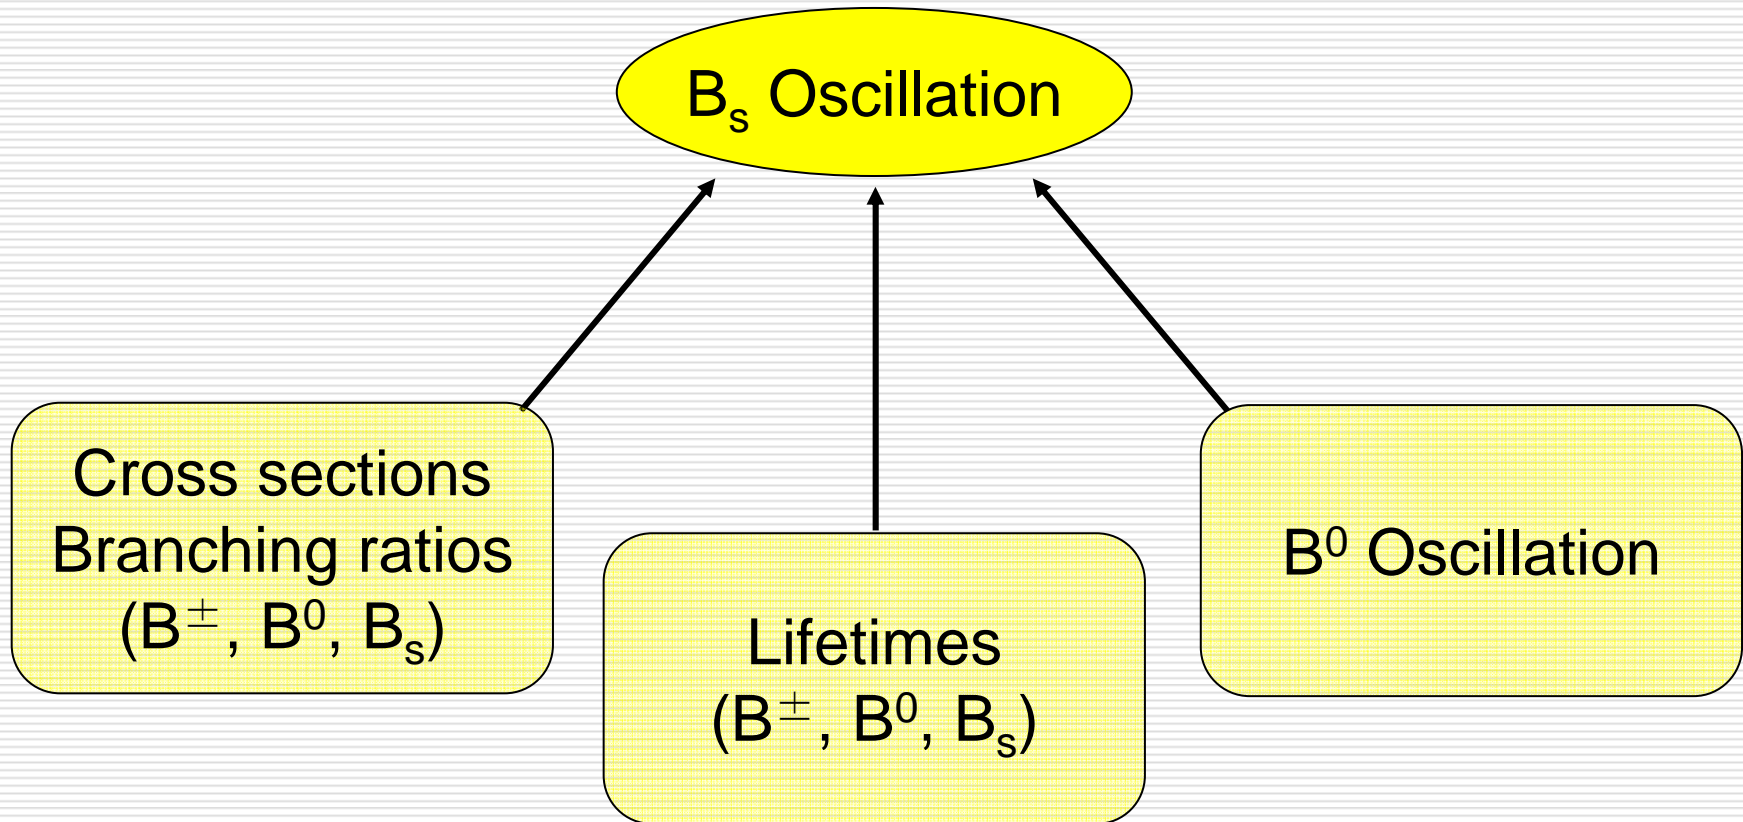 Bₛ Oscillation
Cross sections
Branching ratios
(B±, B⁰, Bₛ)
Lifetimes
(B±, B⁰, Bₛ)
B⁰ Oscillation